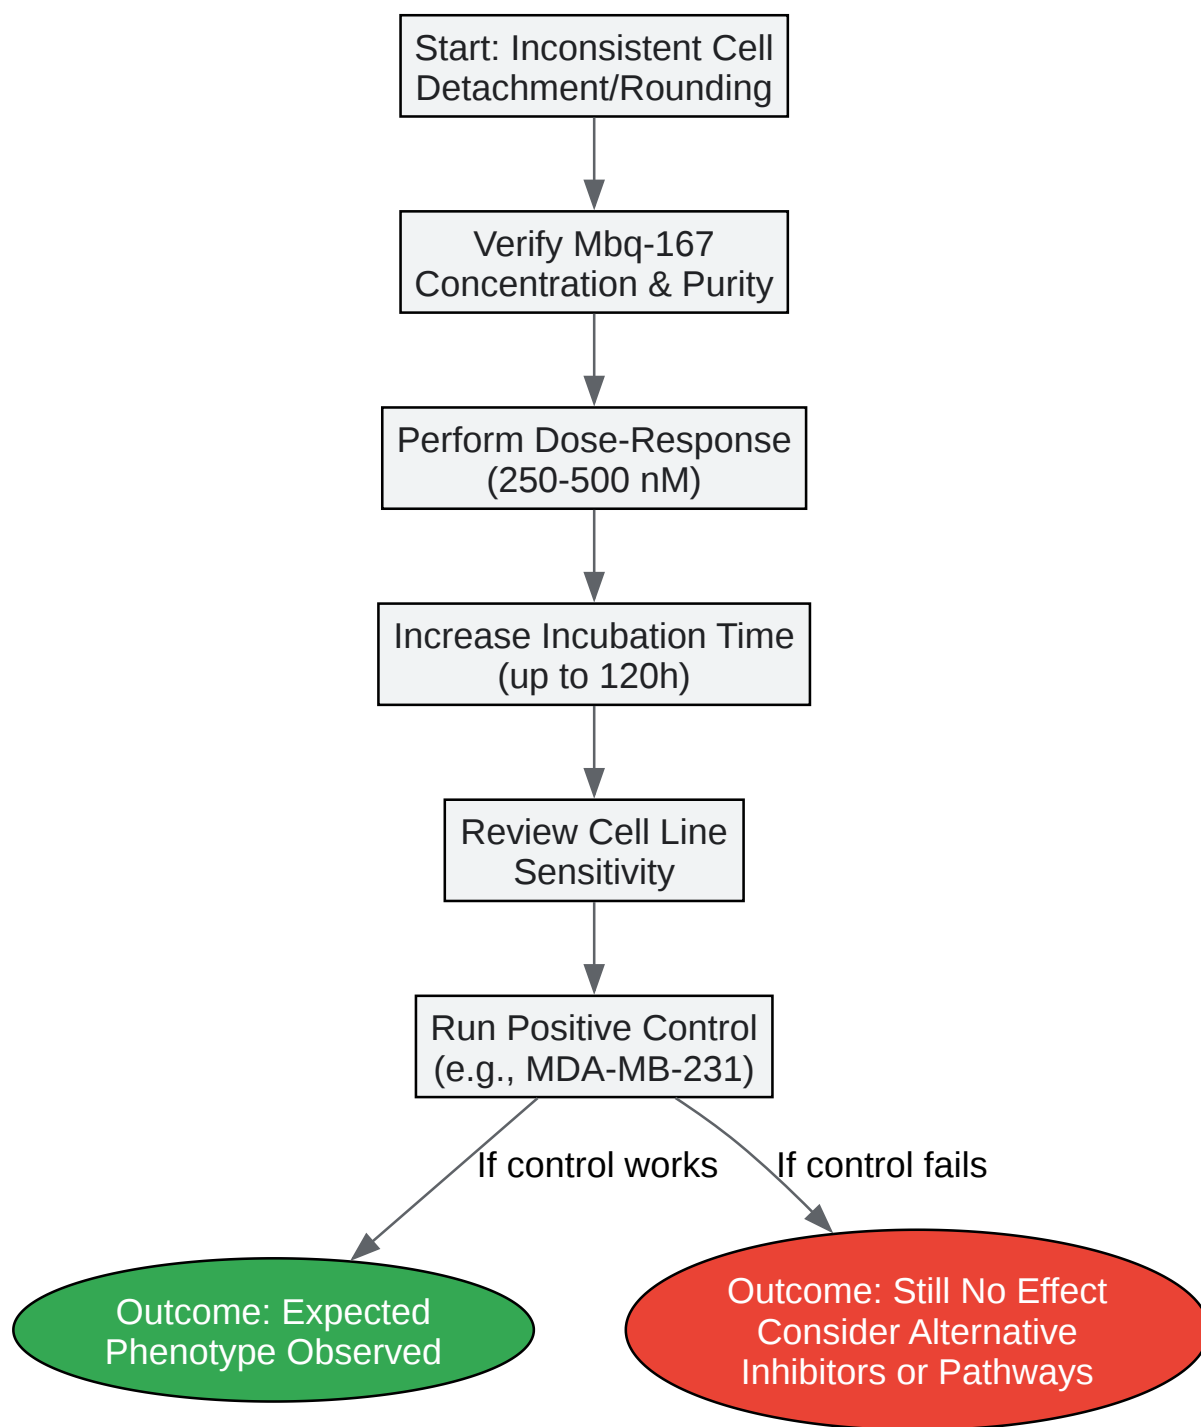 Start: Inconsistent Cell
Detachment/Rounding
Verify Mbq-167
Concentration & Purity
Perform Dose-Response
(250-500 nM)
Increase Incubation Time
(up to 120h)
Review Cell Line
Sensitivity
Run Positive Control
(e.g., MDA-MB-231)
If control works
If control fails
Outcome: Expected
Phenotype Observed
Outcome: Still No Effect
Consider Alternative
Inhibitors or Pathways